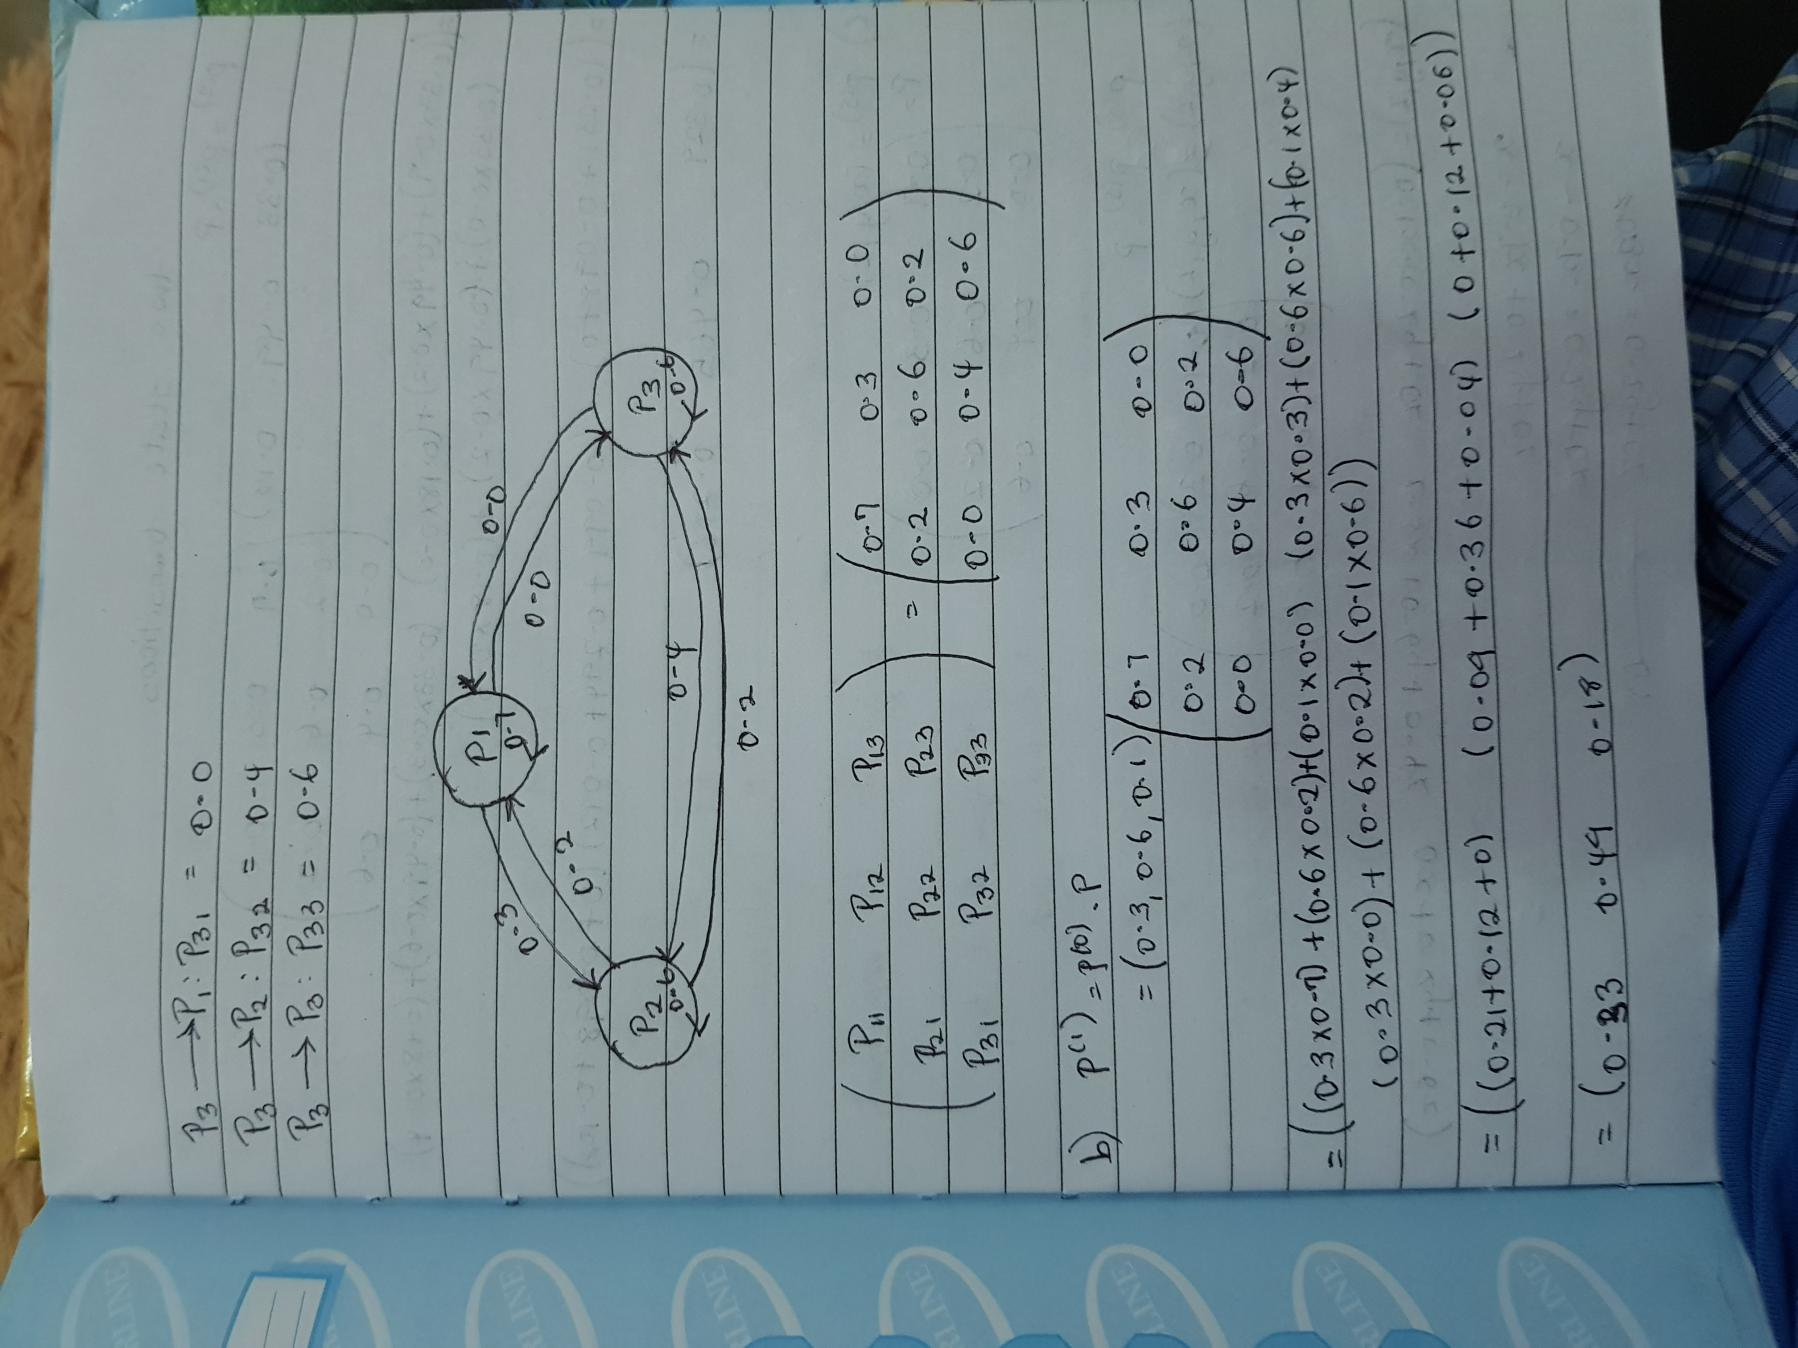 P3 → P1 : P31 = 0.0
P3 → P2 : P32 = 0.4
P3 → P3 : P33 = 0.6
0.0
P1
0.7
0.0
0.3
0.2
P3
0.6
P2
0.6
0.4
0.2
( P11 P12 P13 ) = ( 0.7 0.3 0.0 )
( P21 P22 P23 ) ( 0.2 0.6 0.2 )
( P31 P32 P33 ) ( 0.0 0.4 0.6 )
b) P(1) = P(0) . P
= (0.3, 0.6, 0.1) ( 0.7 0.3 0.0 )
( 0.2 0.6 0.2 )
( 0.0 0.4 0.6 )
= ((0.3 x 0.7) + (0.6 x 0.2)+(0.1 x 0.0) (0.3 x 0.3)+(0.6 x 0.6)+(0.1 x 0.4)
(0.3 x 0.0) + (0.6 x 0.2)+ (0.1 x 0.6))
= ((0.21+0.12+0) (0.09 + 0.36 + 0.04) (0+0.12+0.06))
= (0.33 0.49 0.18)